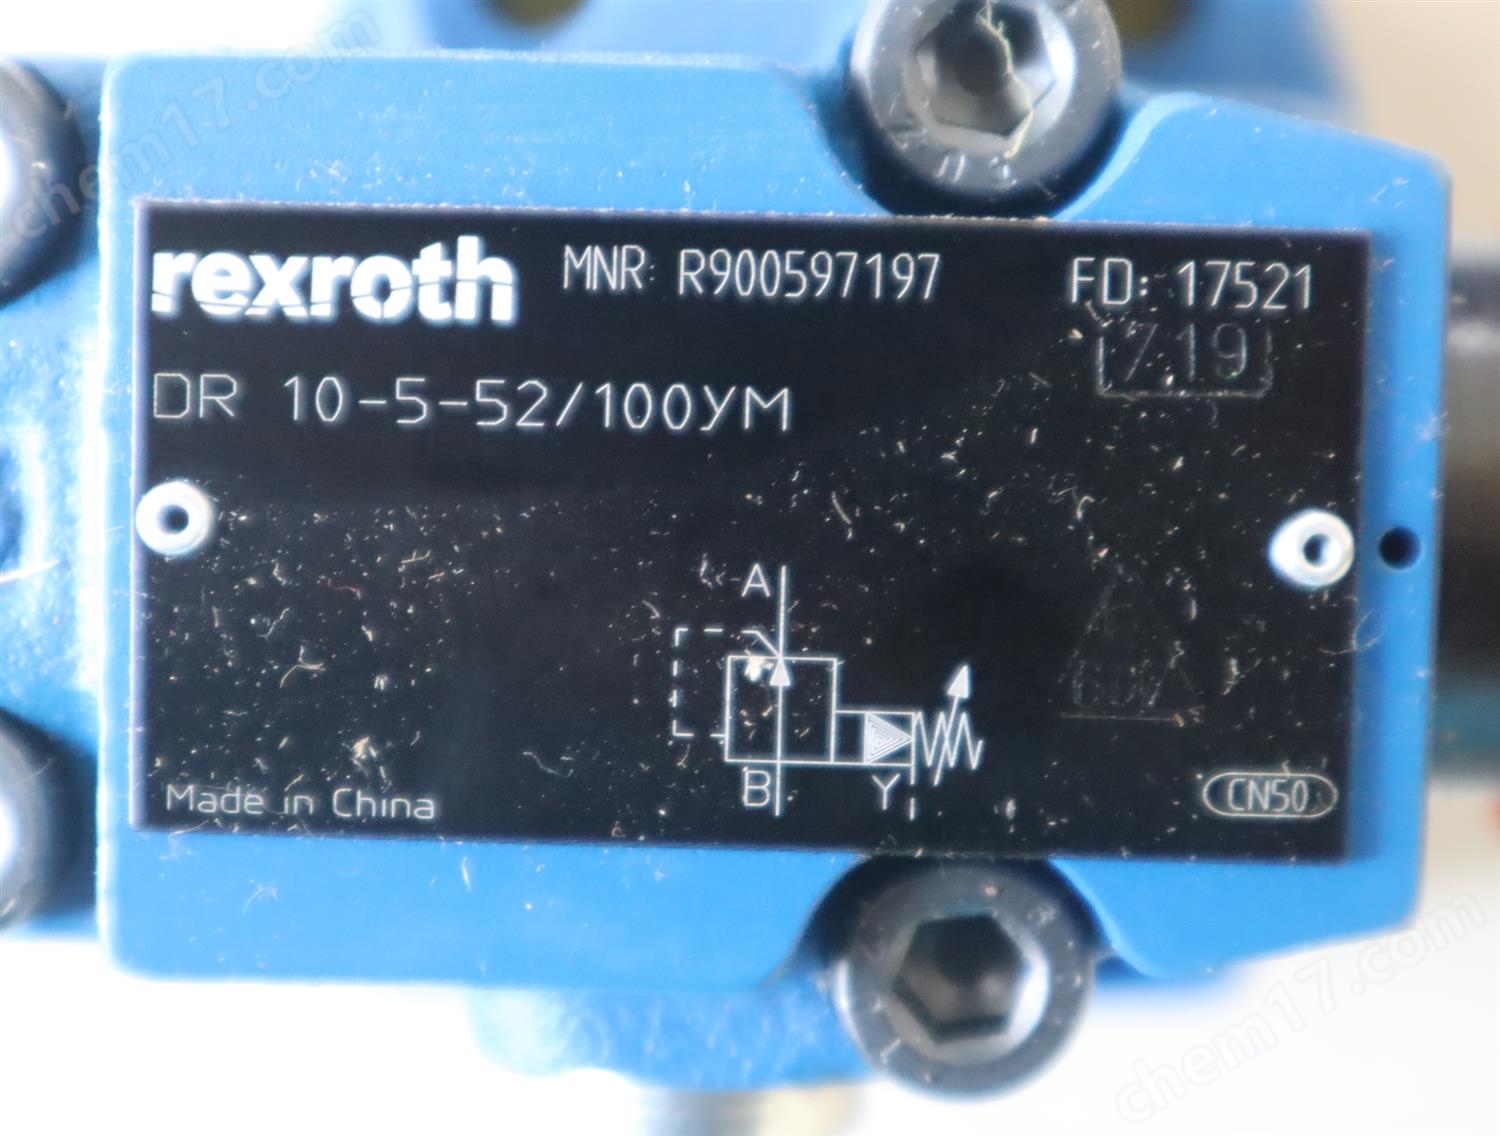 rexroth
MNR: R900597197
FD: 17521
719
DR 10-5-52/100YM
A
B
Y
Made in China
CN50
chem17.com
chem17.com